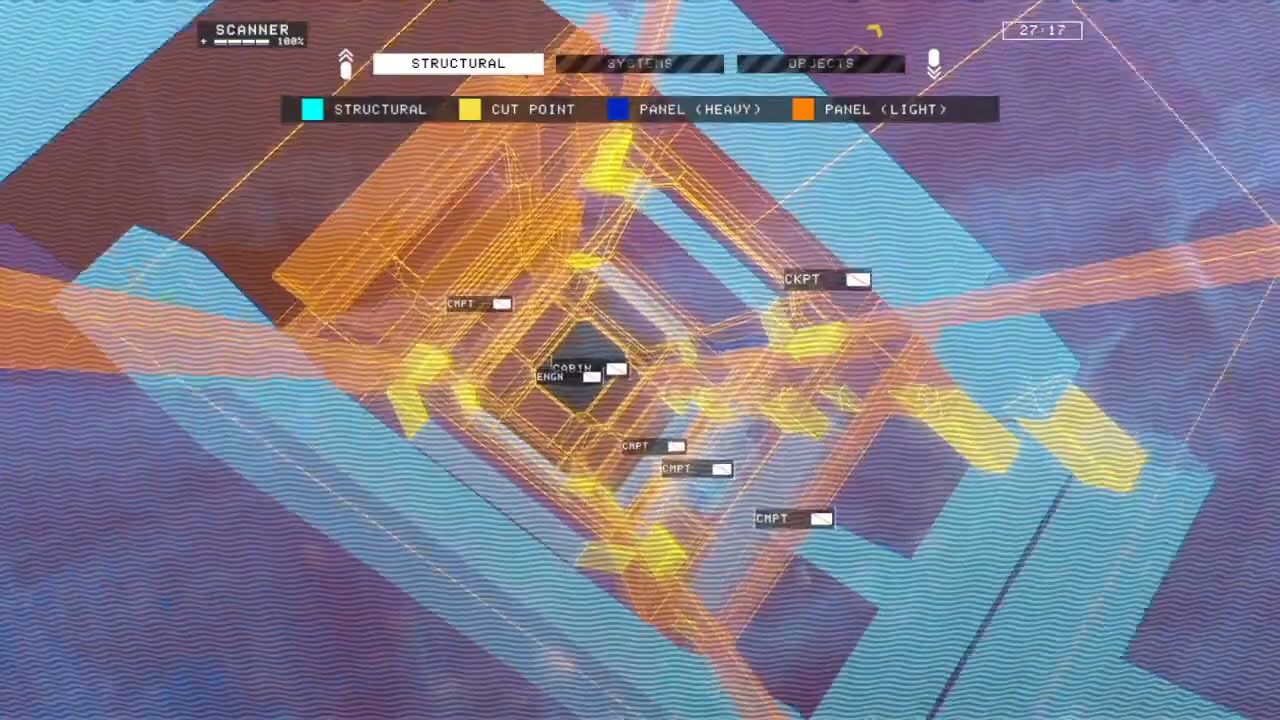 SCANNER
+ 100%
27:17
STRUCTURAL
SYSTEMS
OBJECTS
STRUCTURAL
CUT POINT
PANEL (HEAVY)
PANEL (LIGHT)
CKPT
CMPT
CABIN
ENGN
CMPT
CMPT
CMPT